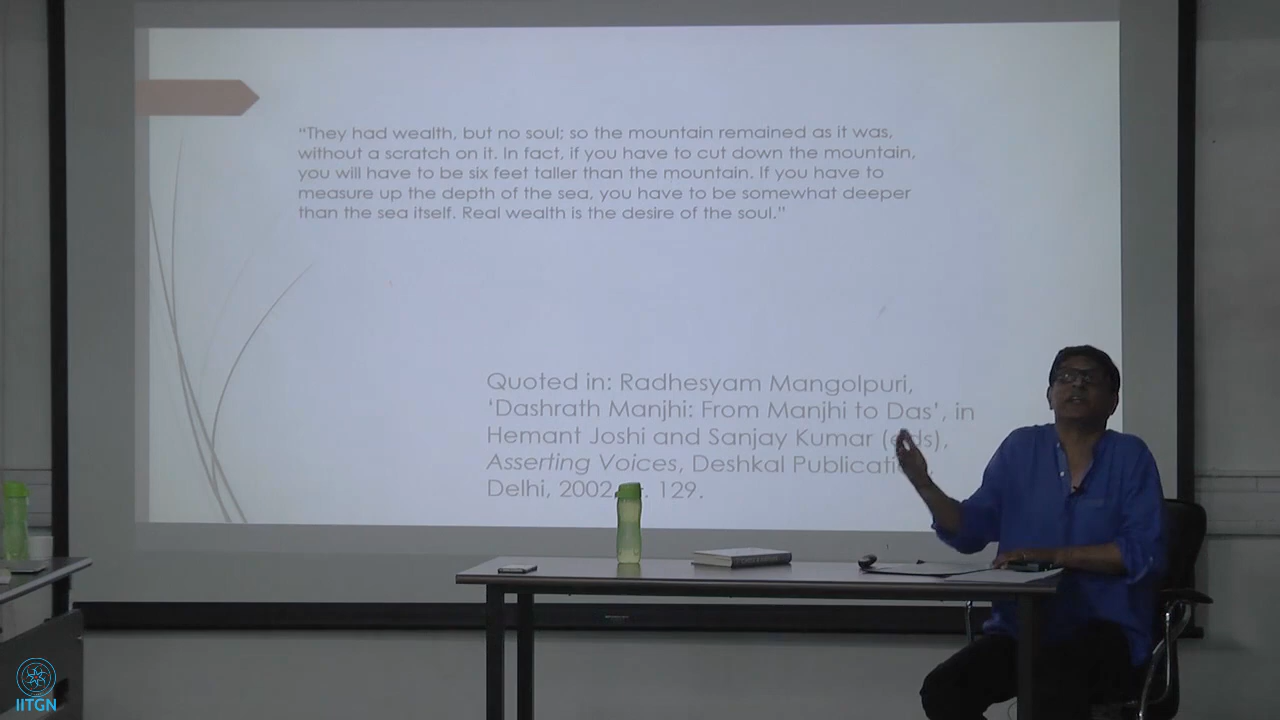 “They had wealth, but no soul; so the mountain remained as it was,
without a scratch on it. In fact, if you have to cut down the mountain,
you will have to be six feet taller than the mountain. If you have to
measure up the depth of the sea, you have to be somewhat deeper
than the sea itself. Real wealth is the desire of the soul.”
Quoted in: Radhesyam Mangolpuri,
‘Dashrath Manjhi: From Manjhi to Das’, in
Hemant Joshi and Sanjay Kumar
Asserting Voices, Deshkal
Delhi, 2002, 129.
IITGN